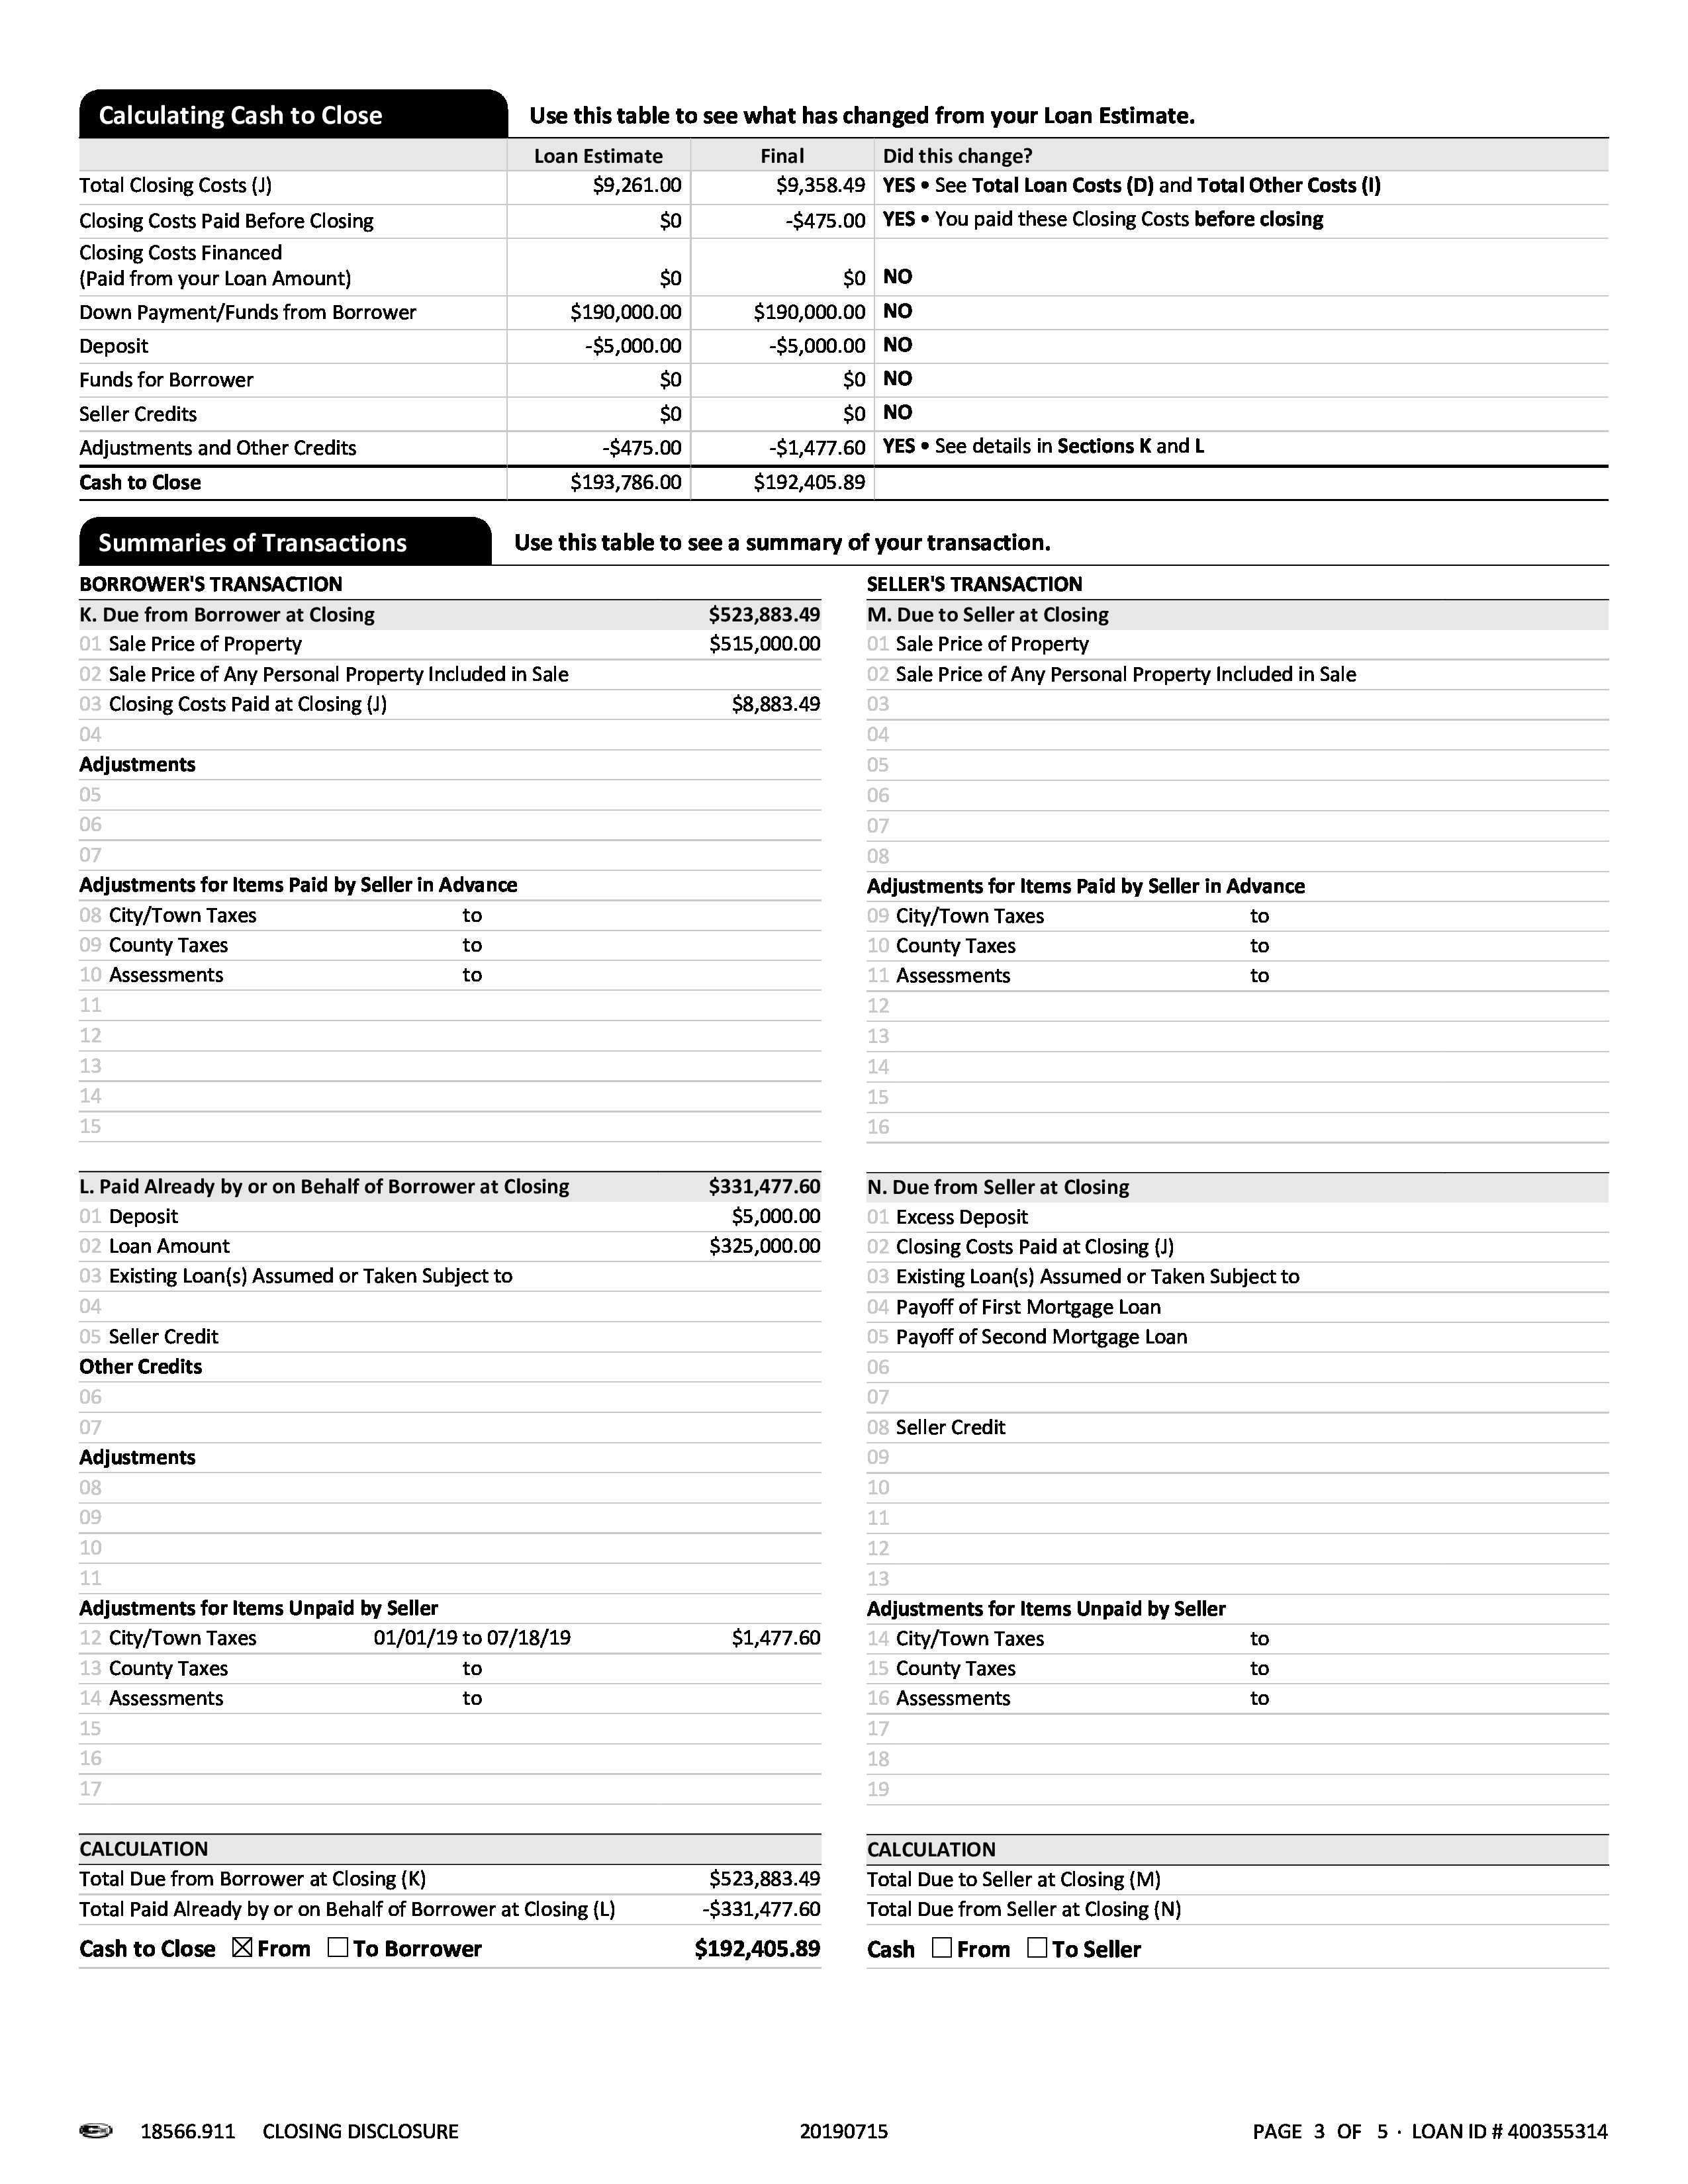 Calculating Cash to Close Use this table to see what has changed from your Loan Estimate.
Loan Estimate Final Did this change?
Total Closing Costs (J) $9,261.00 $9,358.49 YES • See Total Loan Costs (D) and Total Other Costs (I)
Closing Costs Paid Before Closing $0 -$475.00 YES • You paid these Closing Costs before closing
Closing Costs Financed
(Paid from your Loan Amount) $0 $0 NO
Down Payment/Funds from Borrower $190,000.00 $190,000.00 NO
Deposit -$5,000.00 -$5,000.00 NO
Funds for Borrower $0 $0 NO
Seller Credits $0 $0 NO
Adjustments and Other Credits -$475.00 -$1,477.60 YES • See details in Sections K and L
Cash to Close $193,786.00 $192,405.89
Summaries of Transactions Use this table to see a summary of your transaction.
BORROWER'S TRANSACTION
K. Due from Borrower at Closing $523,883.49
01 Sale Price of Property $515,000.00
02 Sale Price of Any Personal Property Included in Sale
03 Closing Costs Paid at Closing (J) $8,883.49
04
Adjustments
05
06
07
Adjustments for Items Paid by Seller in Advance
08 City/Town Taxes to
09 County Taxes to
10 Assessments to
11
12
13
14
15
L. Paid Already by or on Behalf of Borrower at Closing $331,477.60
01 Deposit $5,000.00
02 Loan Amount $325,000.00
03 Existing Loan(s) Assumed or Taken Subject to
04
05 Seller Credit
Other Credits
06
07
Adjustments
08
09
10
11
Adjustments for Items Unpaid by Seller
12 City/Town Taxes 01/01/19 to 07/18/19 $1,477.60
13 County Taxes to
14 Assessments to
15
16
17
CALCULATION
Total Due from Borrower at Closing (K) $523,883.49
Total Paid Already by or on Behalf of Borrower at Closing (L) -$331,477.60
Cash to Close ☒ From ☐ To Borrower $192,405.89
SELLER'S TRANSACTION
M. Due to Seller at Closing
01 Sale Price of Property
02 Sale Price of Any Personal Property Included in Sale
03
04
05
06
07
08
Adjustments for Items Paid by Seller in Advance
09 City/Town Taxes to
10 County Taxes to
11 Assessments to
12
13
14
15
16
N. Due from Seller at Closing
01 Excess Deposit
02 Closing Costs Paid at Closing (J)
03 Existing Loan(s) Assumed or Taken Subject to
04 Payoff of First Mortgage Loan
05 Payoff of Second Mortgage Loan
06
07
08 Seller Credit
09
10
11
12
13
Adjustments for Items Unpaid by Seller
14 City/Town Taxes to
15 County Taxes to
16 Assessments to
17
18
19
CALCULATION
Total Due to Seller at Closing (M)
Total Due from Seller at Closing (N)
Cash ☐ From ☐ To Seller
18566.911 CLOSING DISCLOSURE 20190715 PAGE 3 OF 5 · LOAN ID # 400355314